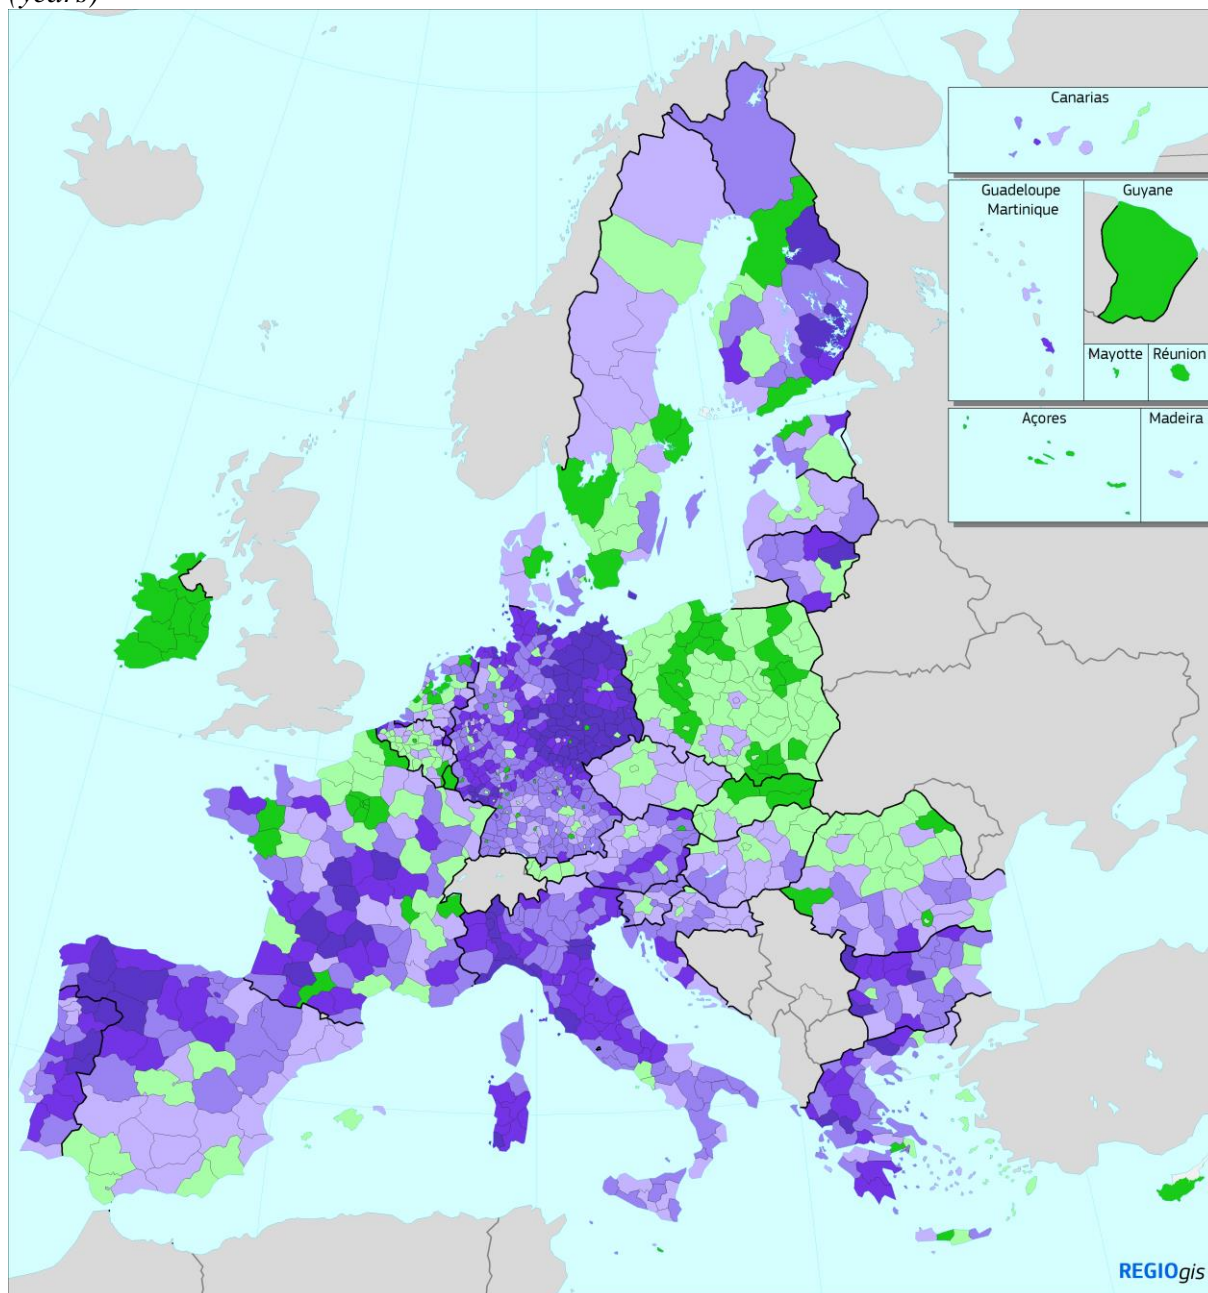 (years)
Canarias
Guadeloupe
Martinique
Guyane
Mayotte
Réunion
Açores
Madeira
REGIOgis